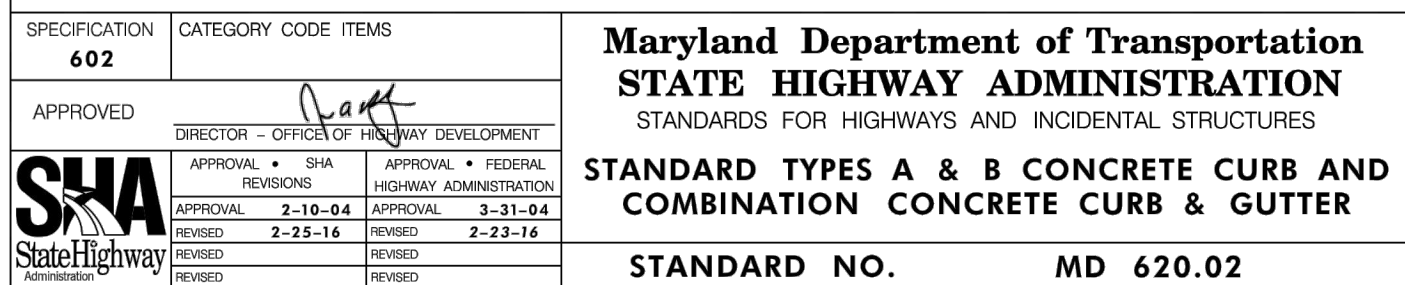 SPECIFICATION
602
CATEGORY CODE ITEMS
APPROVED
DIRECTOR – OFFICE OF HIGHWAY DEVELOPMENT
SHA
StateHighway
Administration
APPROVAL • SHA
REVISIONS
APPROVAL • FEDERAL
HIGHWAY ADMINISTRATION
APPROVAL 2-10-04 APPROVAL 3-31-04
REVISED 2-25-16 REVISED 2-23-16
REVISED REVISED
REVISED REVISED
Maryland Department of Transportation
STATE HIGHWAY ADMINISTRATION
STANDARDS FOR HIGHWAYS AND INCIDENTAL STRUCTURES
STANDARD TYPES A & B CONCRETE CURB AND
COMBINATION CONCRETE CURB & GUTTER
STANDARD NO. MD 620.02